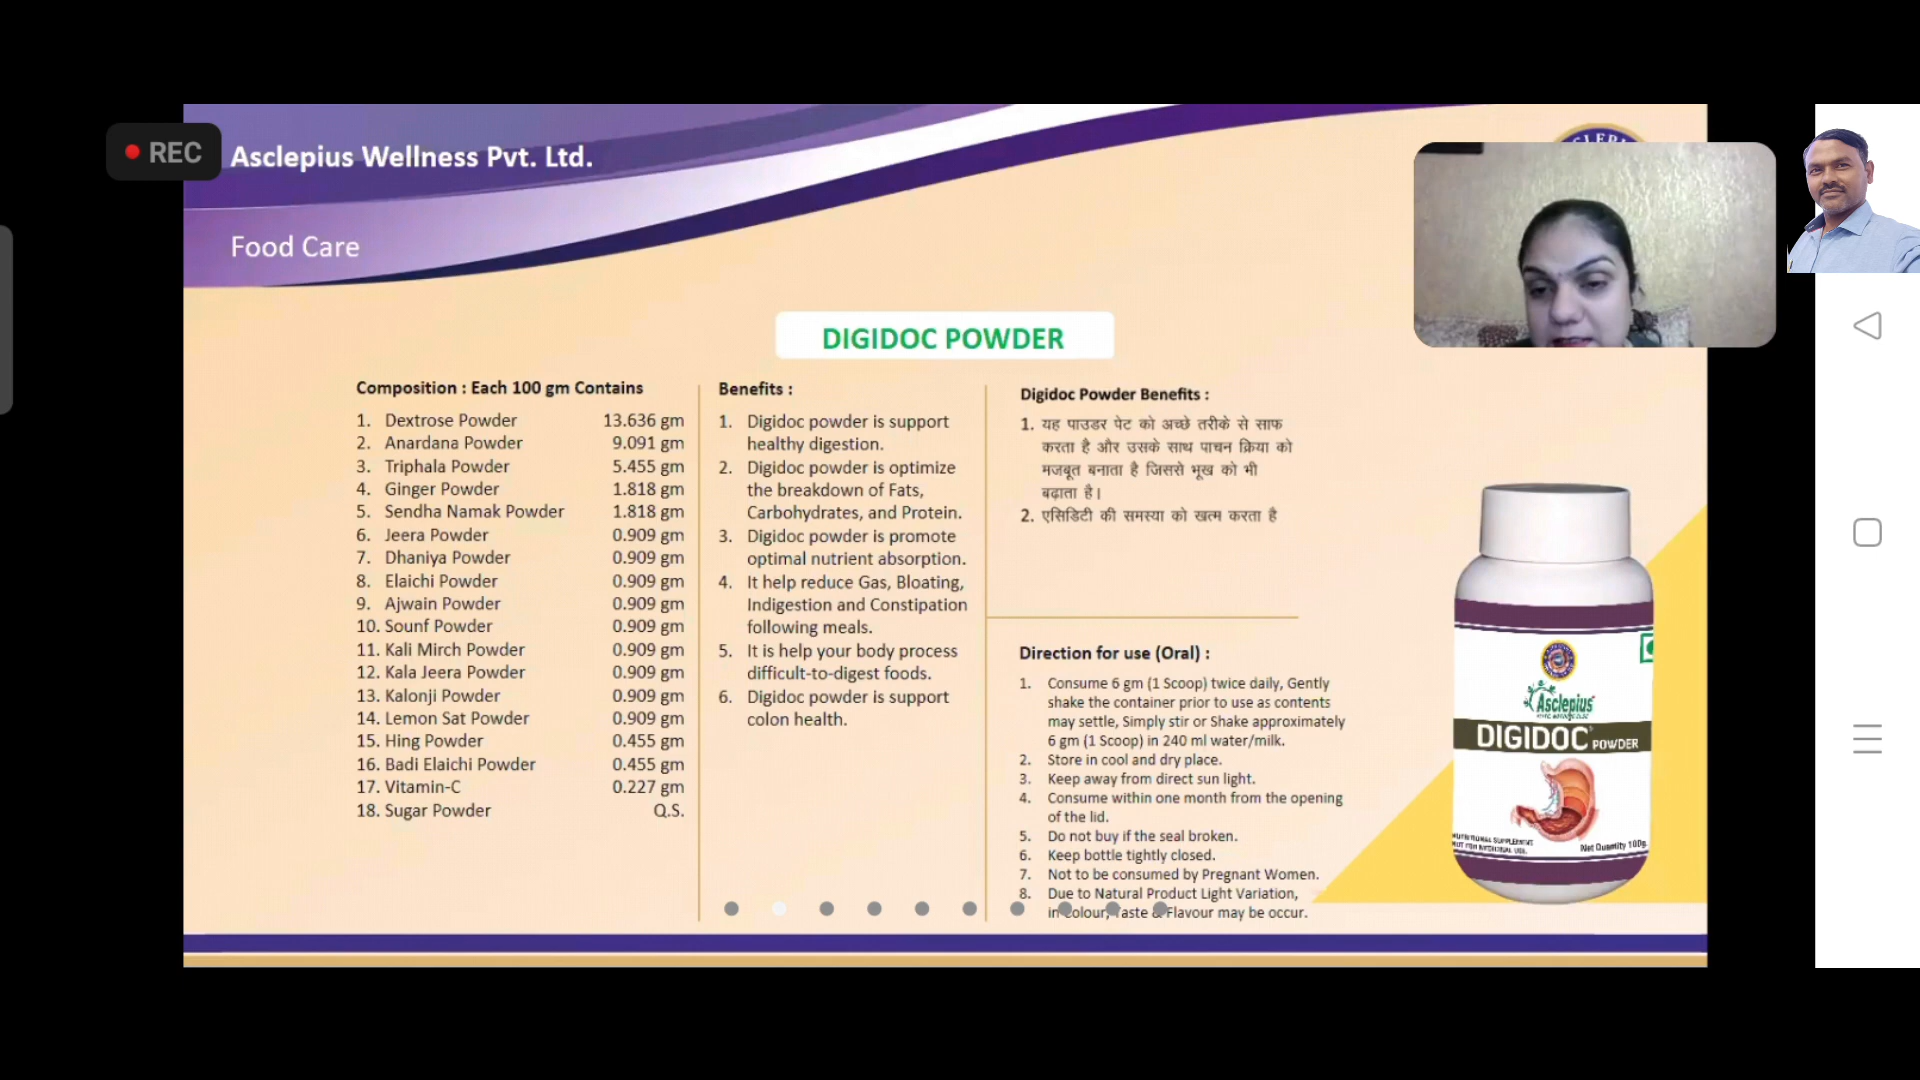 REC
Asclepius Wellness Pvt. Ltd.
Food Care
DIGIDOC POWDER
Composition : Each 100 gm Contains
1. Dextrose Powder 13.636 gm
2. Anardana Powder 9.091 gm
3. Triphala Powder 5.455 gm
4. Ginger Powder 1.818 gm
5. Sendha Namak Powder 1.818 gm
6. Jeera Powder 0.909 gm
7. Dhaniya Powder 0.909 gm
8. Elaichi Powder 0.909 gm
9. Ajwain Powder 0.909 gm
10. Sounf Powder 0.909 gm
11. Kali Mirch Powder 0.909 gm
12. Kala Jeera Powder 0.909 gm
13. Kalonji Powder 0.909 gm
14. Lemon Sat Powder 0.909 gm
15. Hing Powder 0.455 gm
16. Badi Elaichi Powder 0.455 gm
17. Vitamin-C 0.227 gm
18. Sugar Powder Q.S.
Benefits :
1. Digidoc powder is support
healthy digestion.
2. Digidoc powder is optimize
the breakdown of Fats,
Carbohydrates, and Protein.
3. Digidoc powder is promote
optimal nutrient absorption.
4. It help reduce Gas, Bloating,
Indigestion and Constipation
following meals.
5. It is help your body process
difficult-to-digest foods.
6. Digidoc powder is support
colon health.
Digidoc Powder Benefits :
1. यह पाउडर पेट को अच्छे तरीके से साफ
करता है और उसके साथ पाचन क्रिया को
मजबूत बनाता है जिससे भूख को भी
बढ़ाता है।
2. एसिडिटी की समस्या को खत्म करता है
Direction for use (Oral) :
1. Consume 6 gm (1 Scoop) twice daily, Gently
shake the container prior to use as contents
may settle, Simply stir or Shake approximately
6 gm (1 Scoop) in 240 ml water/milk.
2. Store in cool and dry place.
3. Keep away from direct sun light.
4. Consume within one month from the opening
of the lid.
5. Do not buy if the seal broken.
6. Keep bottle tightly closed.
7. Not to be consumed by Pregnant Women.
8. Due to Natural Product Light Variation,
in Colour, Taste & Flavour may be occur.
Asclepius
DIGIDOC POWDER
NUTRITIONAL SUPPLEMENT
NOT FOR MEDICINAL USE.
Net Quantity 100g.